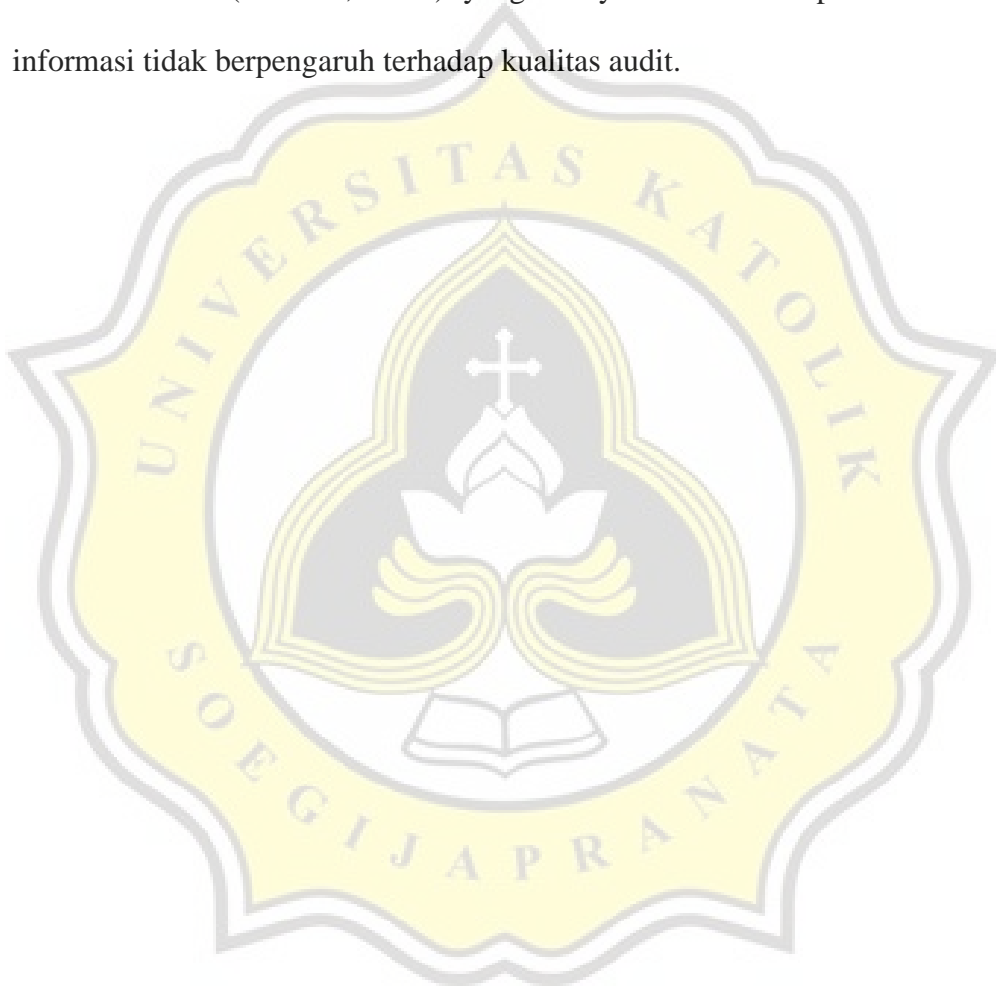 informasi tidak berpengaruh terhadap kualitas audit.
UNIVERSITAS KATOLIK
SOEGIJAPRANATA